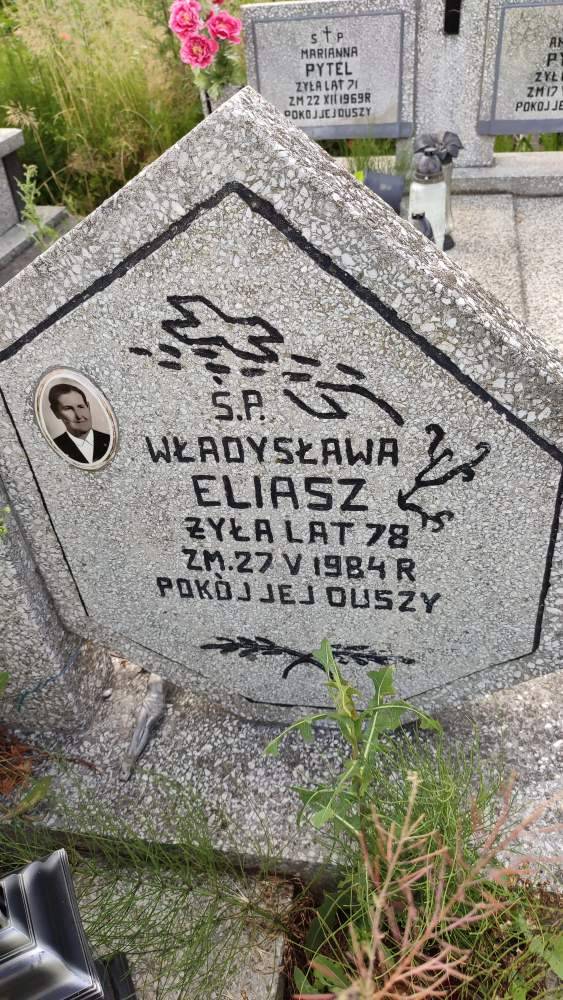 S P
MARIANNA
PYTEL
ŻYŁA LAT 71
ZM 22 XII 1969 R
POKÓJ JEJ DUSZY
Ś.P.
WŁADYSŁAWA
ELIASZ
ŻYŁA LAT 78
ZM. 27 V 1984 R
POKÓJ JEJ DUSZY